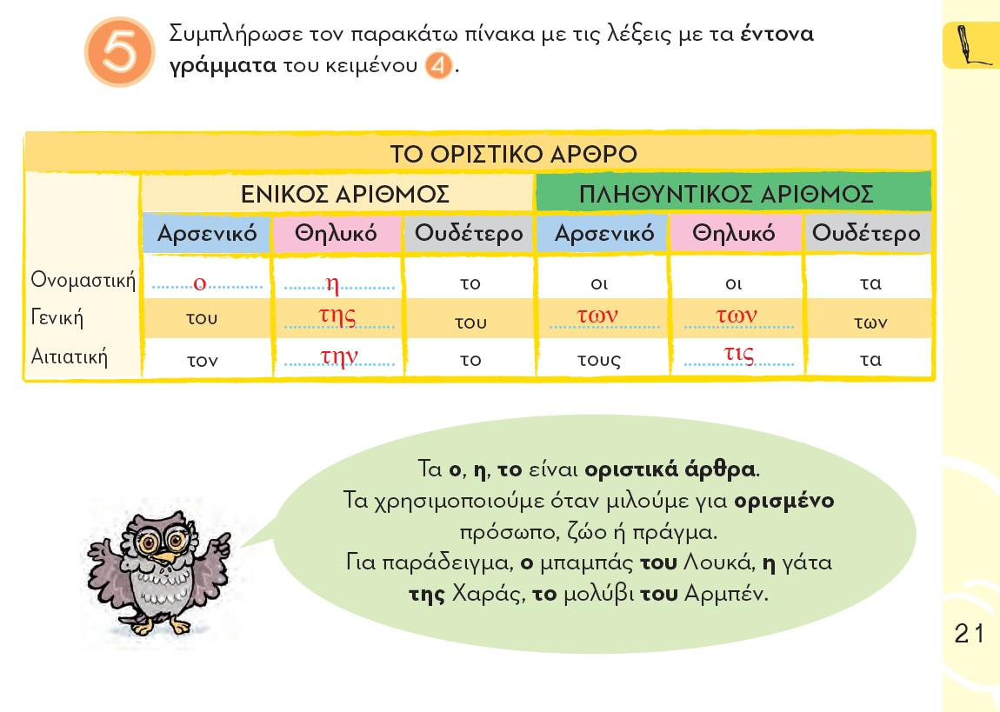 5
Συμπλήρωσε τον παρακάτω πίνακα με τις λέξεις με τα έντονα
γράμματα του κειμένου 4.
ΤΟ ΟΡΙΣΤΙΚΟ ΑΡΘΡΟ
ΕΝΙΚΟΣ ΑΡΙΘΜΟΣ ΠΛΗΘΥΝΤΙΚΟΣ ΑΡΙΘΜΟΣ
Αρσενικό Θηλυκό Ουδέτερο Αρσενικό Θηλυκό Ουδέτερο
Ονομαστική ο η το οι οι τα
Γενική του της του των των των
Αιτιατική τον την το τους τις τα
Τα ο, η, το είναι οριστικά άρθρα.
Τα χρησιμοποιούμε όταν μιλούμε για ορισμένο
πρόσωπο, ζώο ή πράγμα.
Για παράδειγμα, ο μπαμπάς του Λουκά, η γάτα
της Χαράς, το μολύβι του Αρμπέν.
21